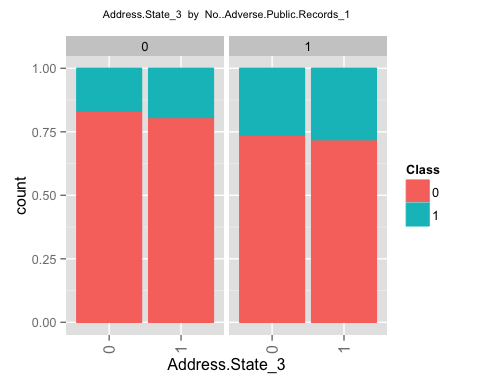 Address.State_3 by No..Adverse.Public.Records_1
0 1
1.00
0.75
0.50
0.25
0.00
count
0 1 0 1
Address.State_3
Class
0
1